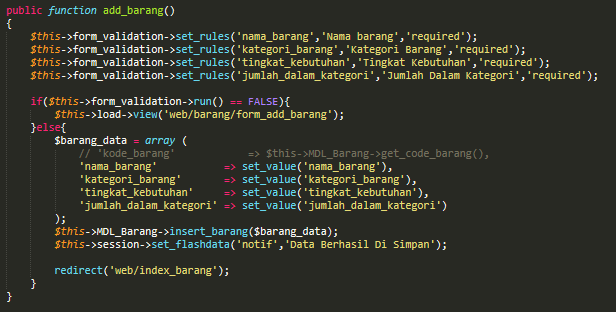 public function add_barang()
{
    $this->form_validation->set_rules('nama_barang','Nama barang','required');
    $this->form_validation->set_rules('kategori_barang','Kategori Barang','required');
    $this->form_validation->set_rules('tingkat_kebutuhan','Tingkat Kebutuhan','required');
    $this->form_validation->set_rules('jumlah_dalam_kategori','Jumlah Dalam Kategori','required');

    if($this->form_validation->run() == FALSE){
        $this->load->view('web/barang/form_add_barang');
    }else{
        $barang_data = array (
            // 'kode_barang'            => $this->MDL_Barang->get_code_barang(),
            'nama_barang'           => set_value('nama_barang'),
            'kategori_barang'       => set_value('kategori_barang'),
            'tingkat_kebutuhan'     => set_value('tingkat_kebutuhan'),
            'jumlah_dalam_kategori' => set_value('jumlah_dalam_kategori')
        );
        $this->MDL_Barang->insert_barang($barang_data);
        $this->session->set_flashdata('notif','Data Berhasil Di Simpan');

        redirect('web/index_barang');
    }
}